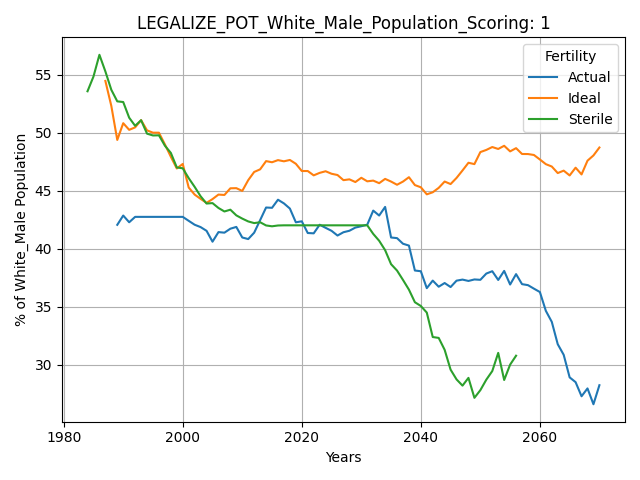 LEGALIZE_POT_White_Male_Population_Scoring: 1
Fertility
Actual
Ideal
Sterile
% of White_Male Population
55
50
45
40
35
30
1980
2000
2020
2040
2060
Years